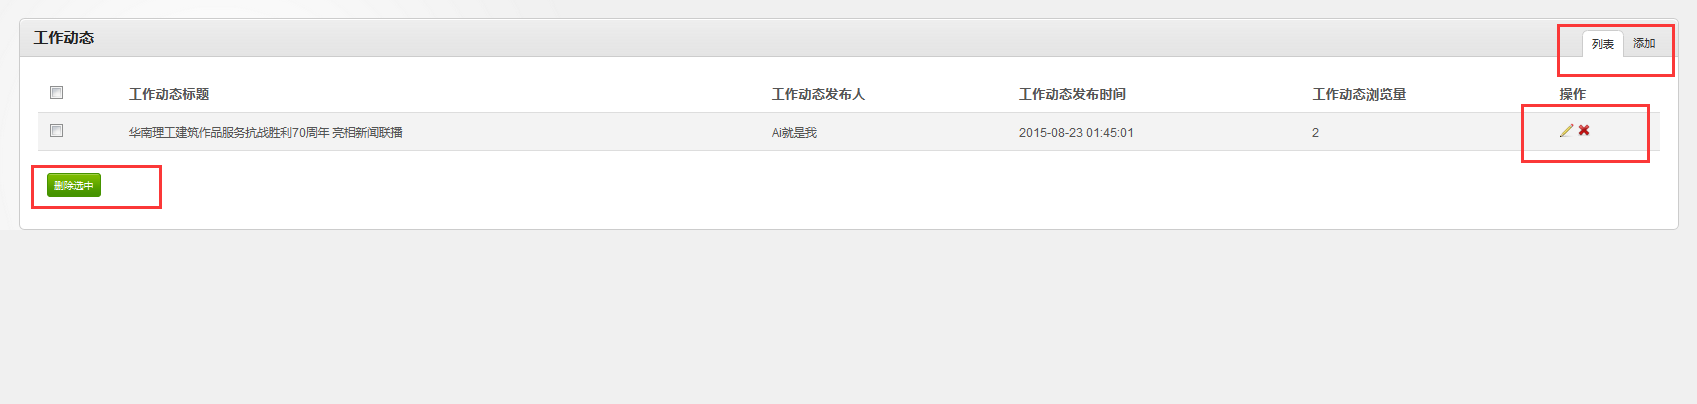 工作动态
列表 添加
工作动态标题 工作动态发布人 工作动态发布时间 工作动态浏览量 操作
华南理工建筑作品服务抗战胜利70周年 亮相新闻联播 Ai就是我 2015-08-23 01:45:01 2
删除选中